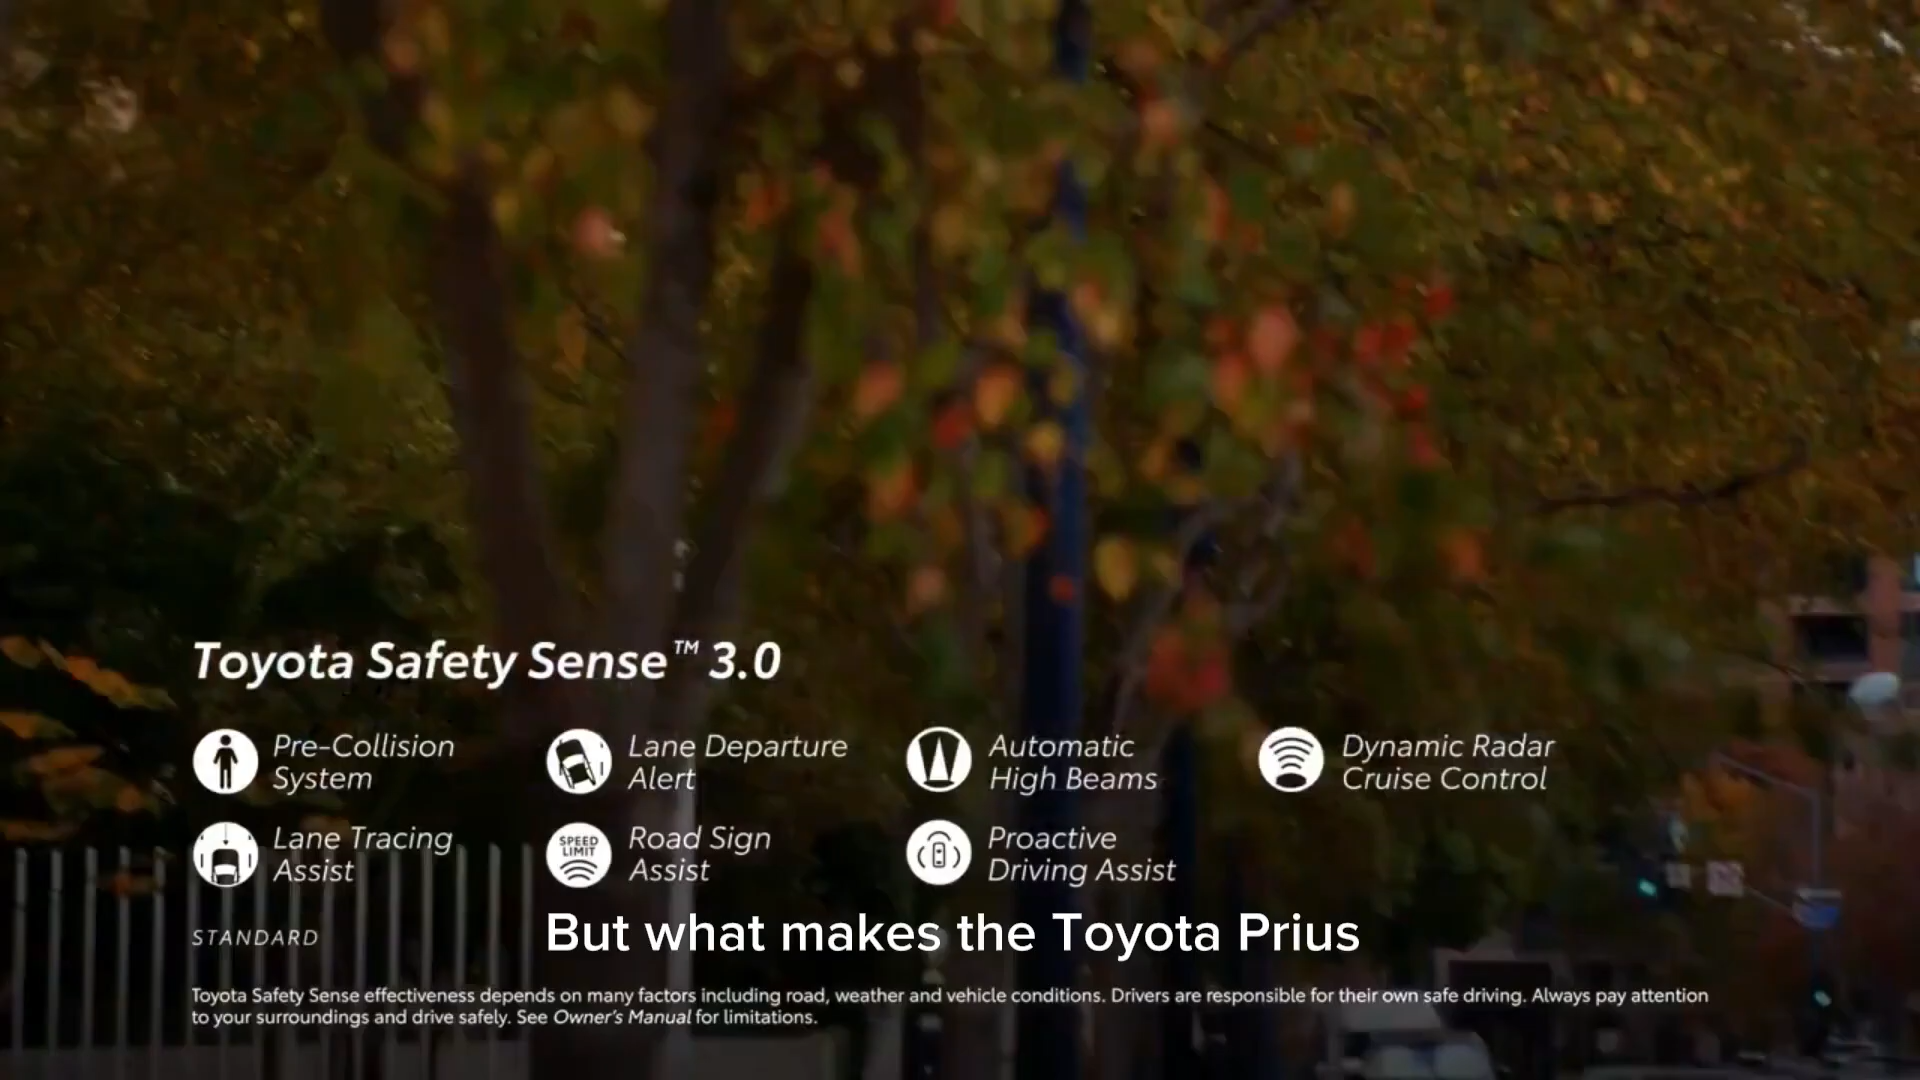 Toyota Safety Sense™ 3.0
Pre-Collision
System
Lane Departure
Alert
Automatic
High Beams
Dynamic Radar
Cruise Control
Lane Tracing
Assist
SPEED
LIMIT
Road Sign
Assist
Proactive
Driving Assist
STANDARD
But what makes the Toyota Prius
Toyota Safety Sense effectiveness depends on many factors including road, weather and vehicle conditions. Drivers are responsible for their own safe driving. Always pay attention
to your surroundings and drive safely. See Owner's Manual for limitations.